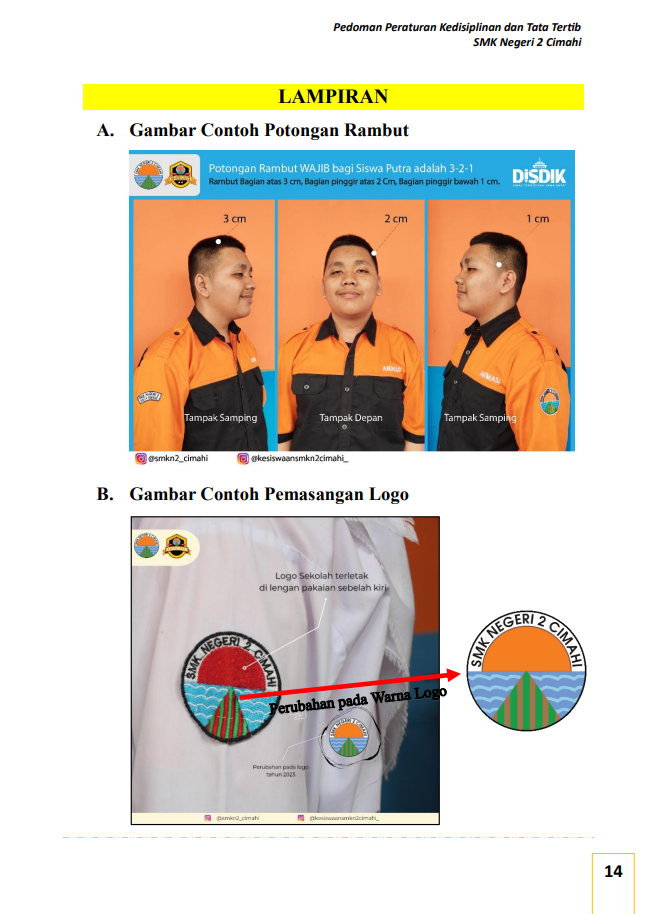 Pedoman Peraturan Kedisiplinan dan Tata Tertib
SMK Negeri 2 Cimahi
LAMPIRAN
A. Gambar Contoh Potongan Rambut
Potongan Rambut WAJIB bagi Siswa Putra adalah 3-2-1
Rambut Bagian atas 3 cm, Bagian pinggir atas 2 Cm, Bagian pinggir bawah 1 cm.
DiSDIK
3 cm
2 cm
1 cm
Tampak Samping
Tampak Depan
Tampak Samping
@smkn2_cimahi
@kesiswaansmkn2cimahi_
B. Gambar Contoh Pemasangan Logo
Logo Sekolah terletak
di lengan pakaian sebelah kiri
SMK NEGERI 2 CIMAHI
SMK NEGERI 2 CIMAHI
Perubahan pada Warna Logo
SMK NEGERI 2 CIMAHI
Perubahan pada logo
tahun 2023
@smkn2_cimahi
@kesiswaansmkn2cimahi_
14